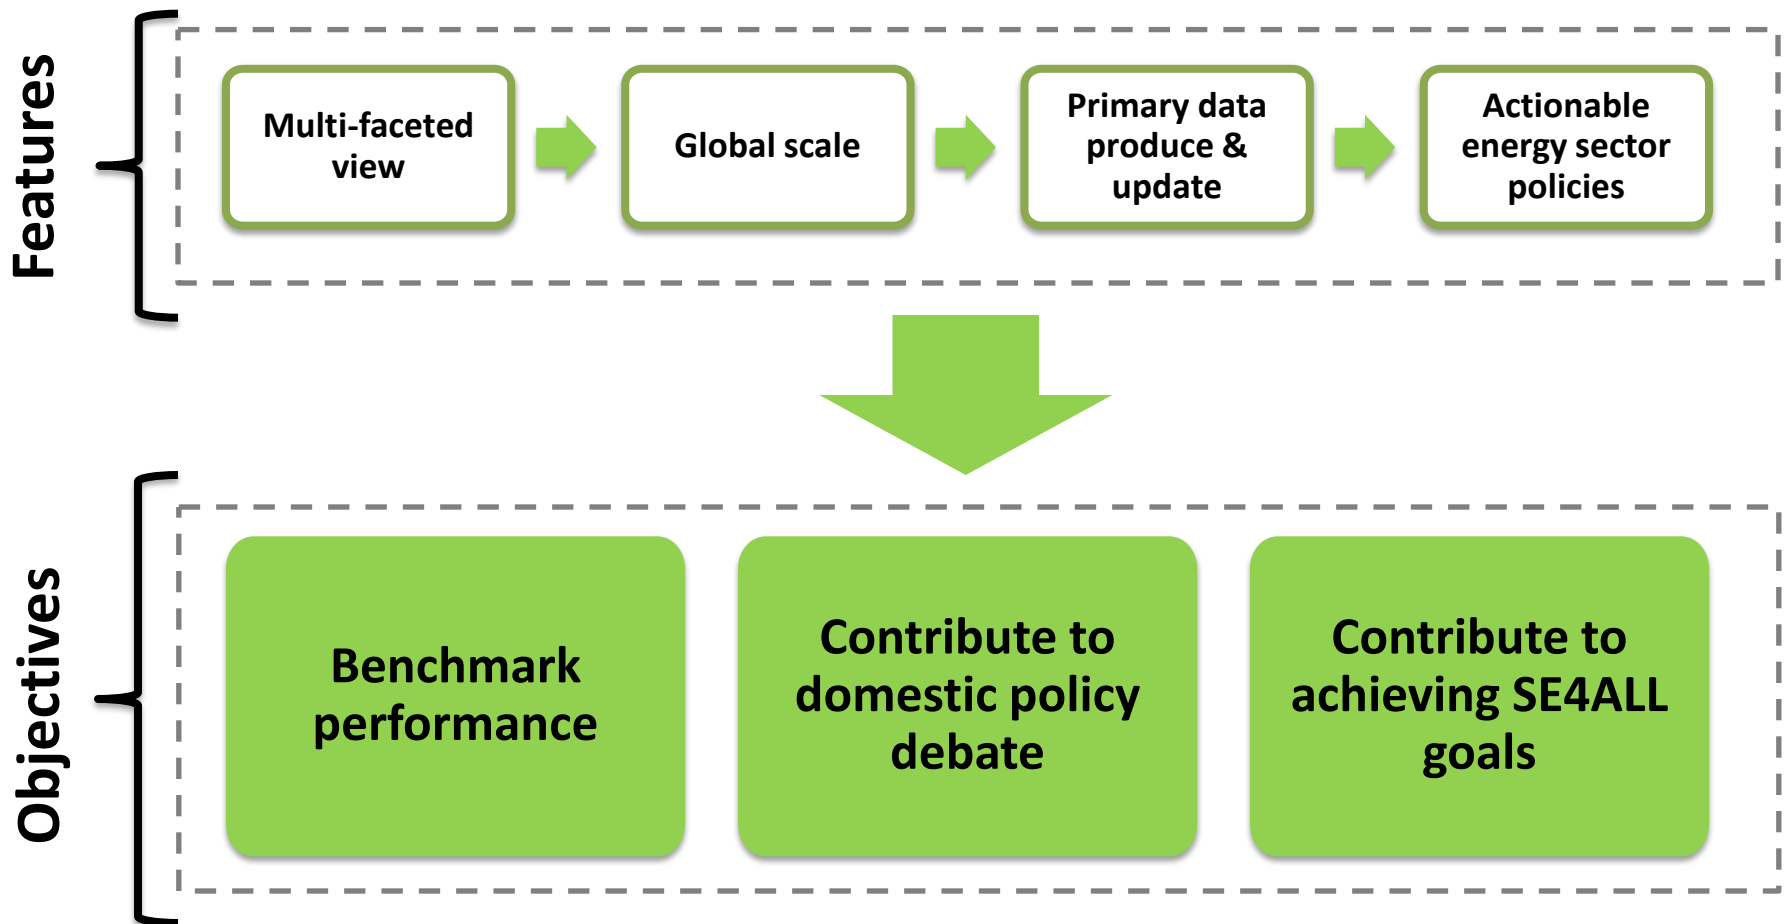 Features
Multi-faceted
view
Global scale
Primary data
produce &
update
Actionable
energy sector
policies
Objectives
Benchmark
performance
Contribute to
domestic policy
debate
Contribute to
achieving SE4ALL
goals